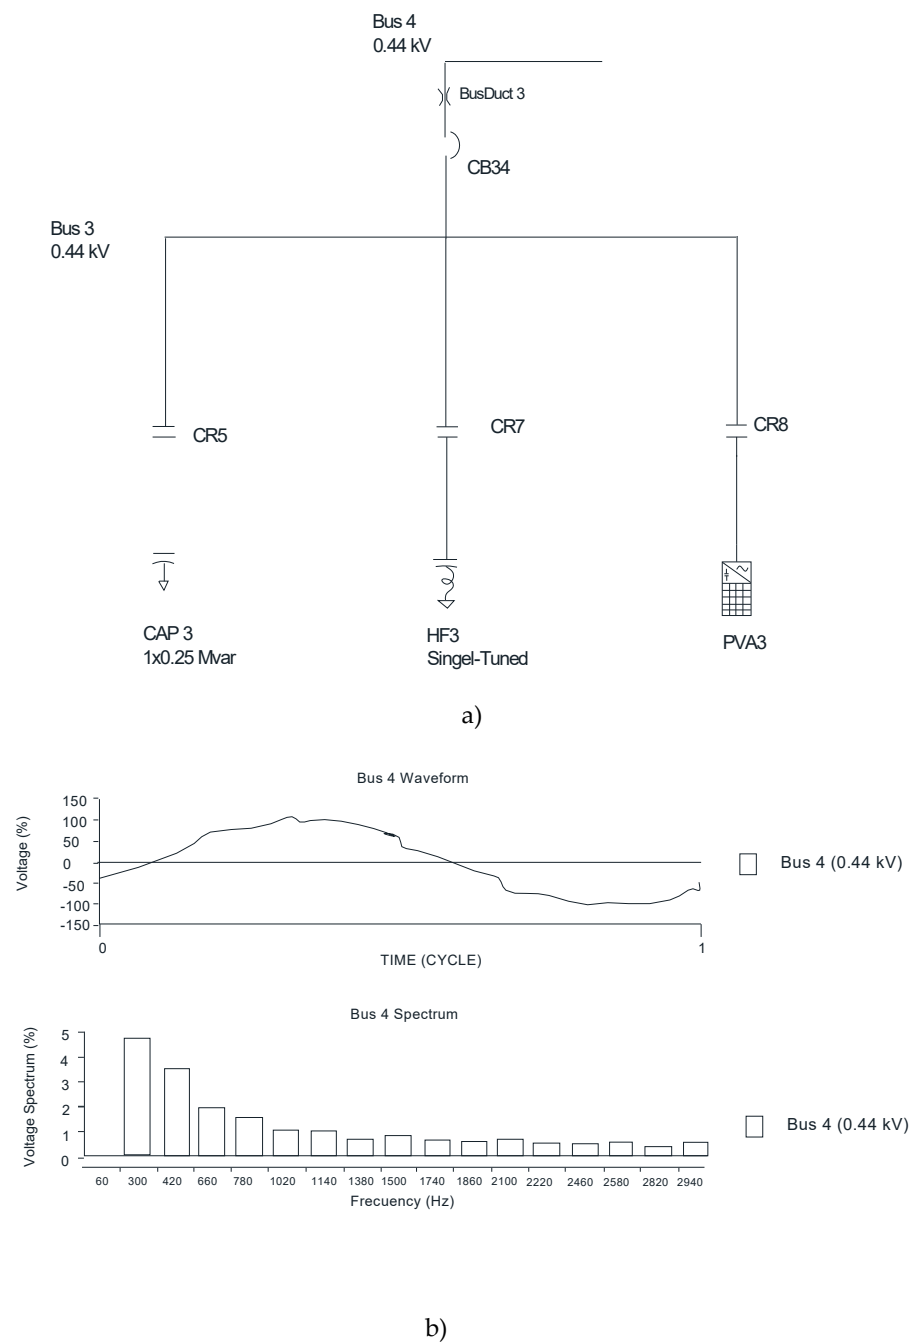 Bus 4
0.44 kV
BusDuct 3
CB34
Bus 3
0.44 kV
CR5
CR7
CR8
CAP 3
1x0.25 Mvar
HF3
Singel-Tuned
PVA3
a)
Bus 4 Waveform
Voltage (%)
150
100
50
0
-50
-100
-150
0
1
TIME (CYCLE)
Bus 4 (0.44 kV)
Bus 4 Spectrum
Voltage Spectrum (%)
5
4
3
2
1
0
60 300 420 660 780 1020 1140 1380 1500 1740 1860 2100 2220 2460 2580 2820 2940
Frecuency (Hz)
Bus 4 (0.44 kV)
b)